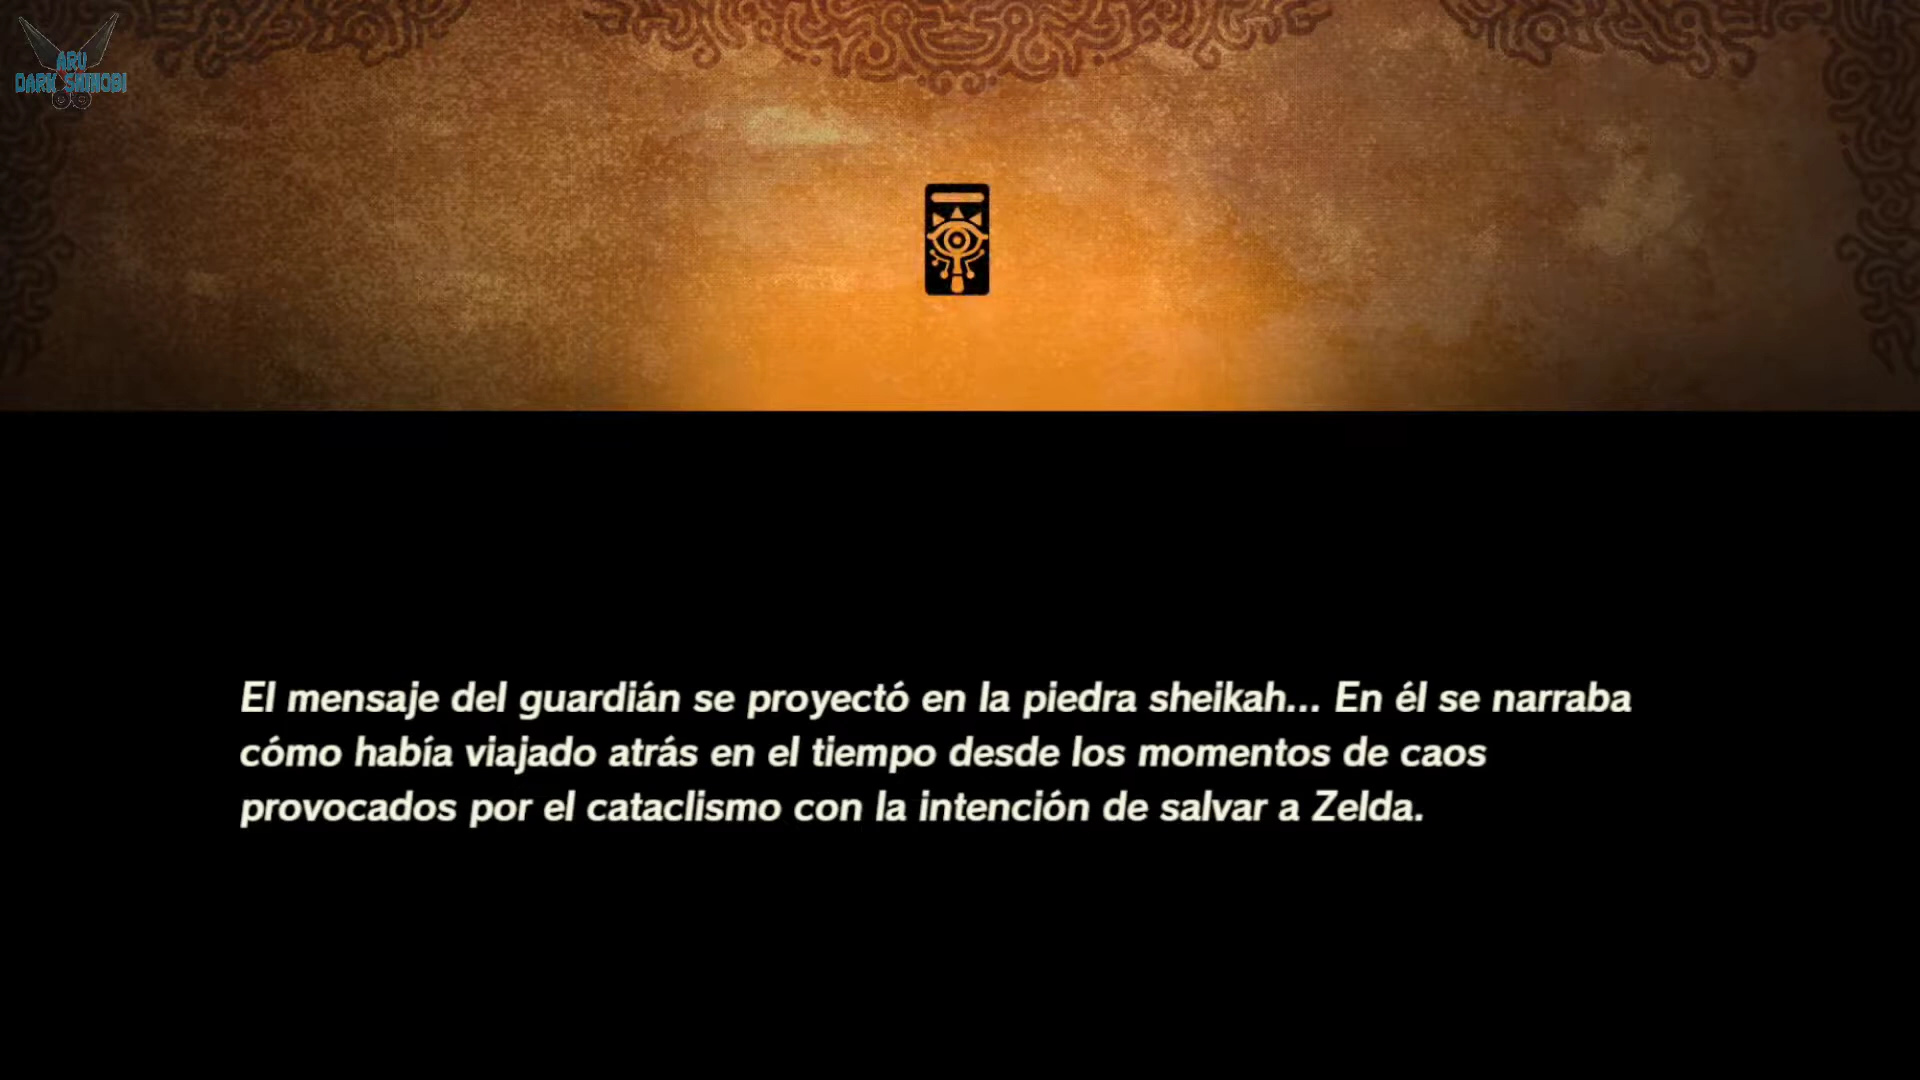 ARU
DARK SHINOBI
El mensaje del guardián se proyectó en la piedra sheikah... En él se narraba
cómo había viajado atrás en el tiempo desde los momentos de caos
provocados por el cataclismo con la intención de salvar a Zelda.